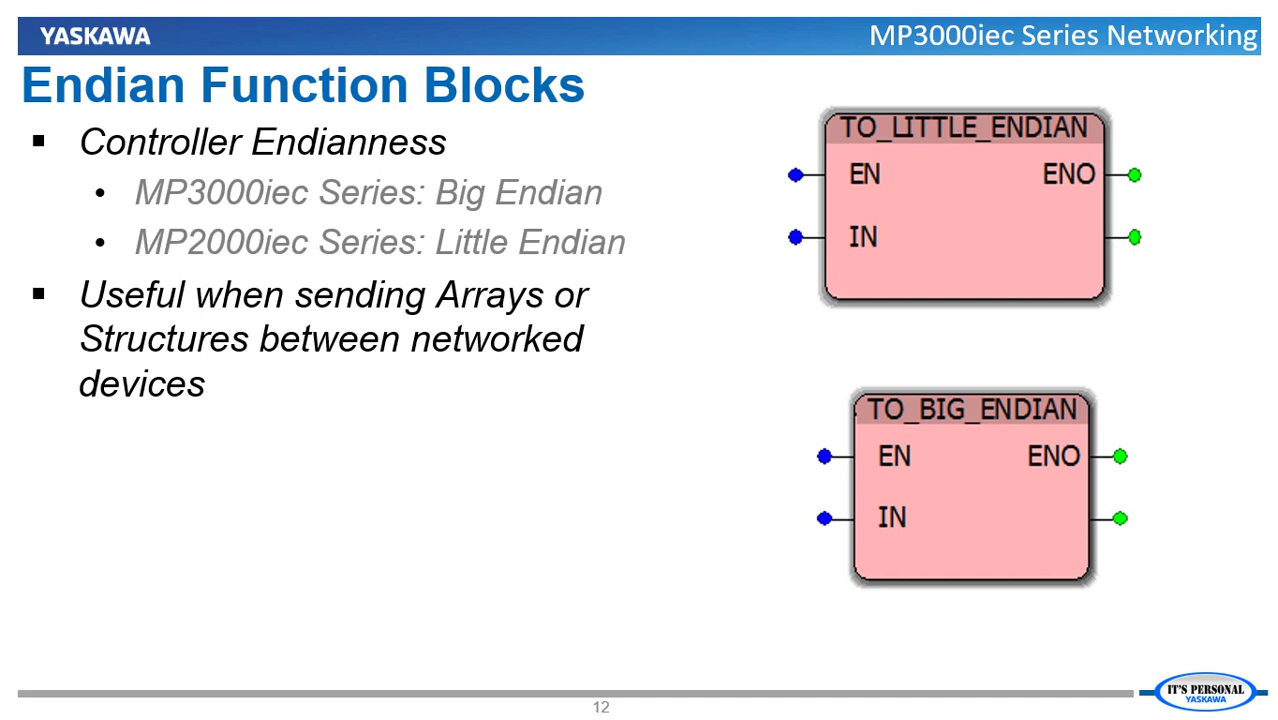 YASKAWA
MP3000iec Series Networking
Endian Function Blocks
▪ Controller Endianness
• MP3000iec Series: Big Endian
• MP2000iec Series: Little Endian
▪ Useful when sending Arrays or
Structures between networked
devices
TO_LITTLE_ENDIAN
EN ENO
IN
TO_BIG_ENDIAN
EN ENO
IN
12
IT'S PERSONAL
YASKAWA